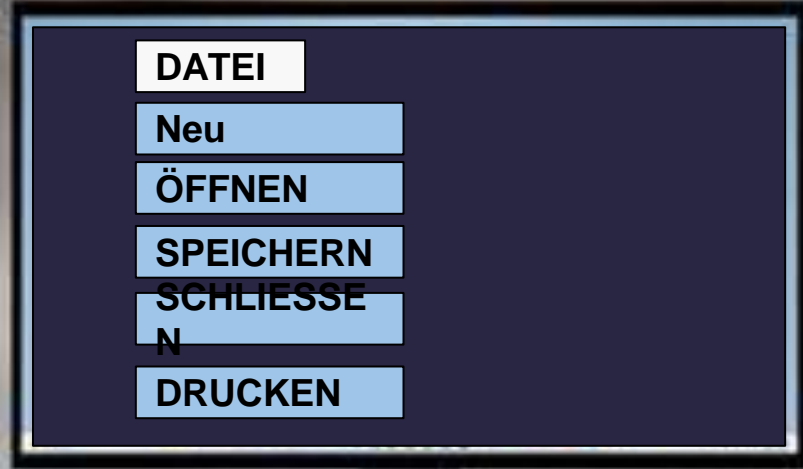 DATEI
Neu
ÖFFNEN
SPEICHERN
SCHLIESSE
N
DRUCKEN